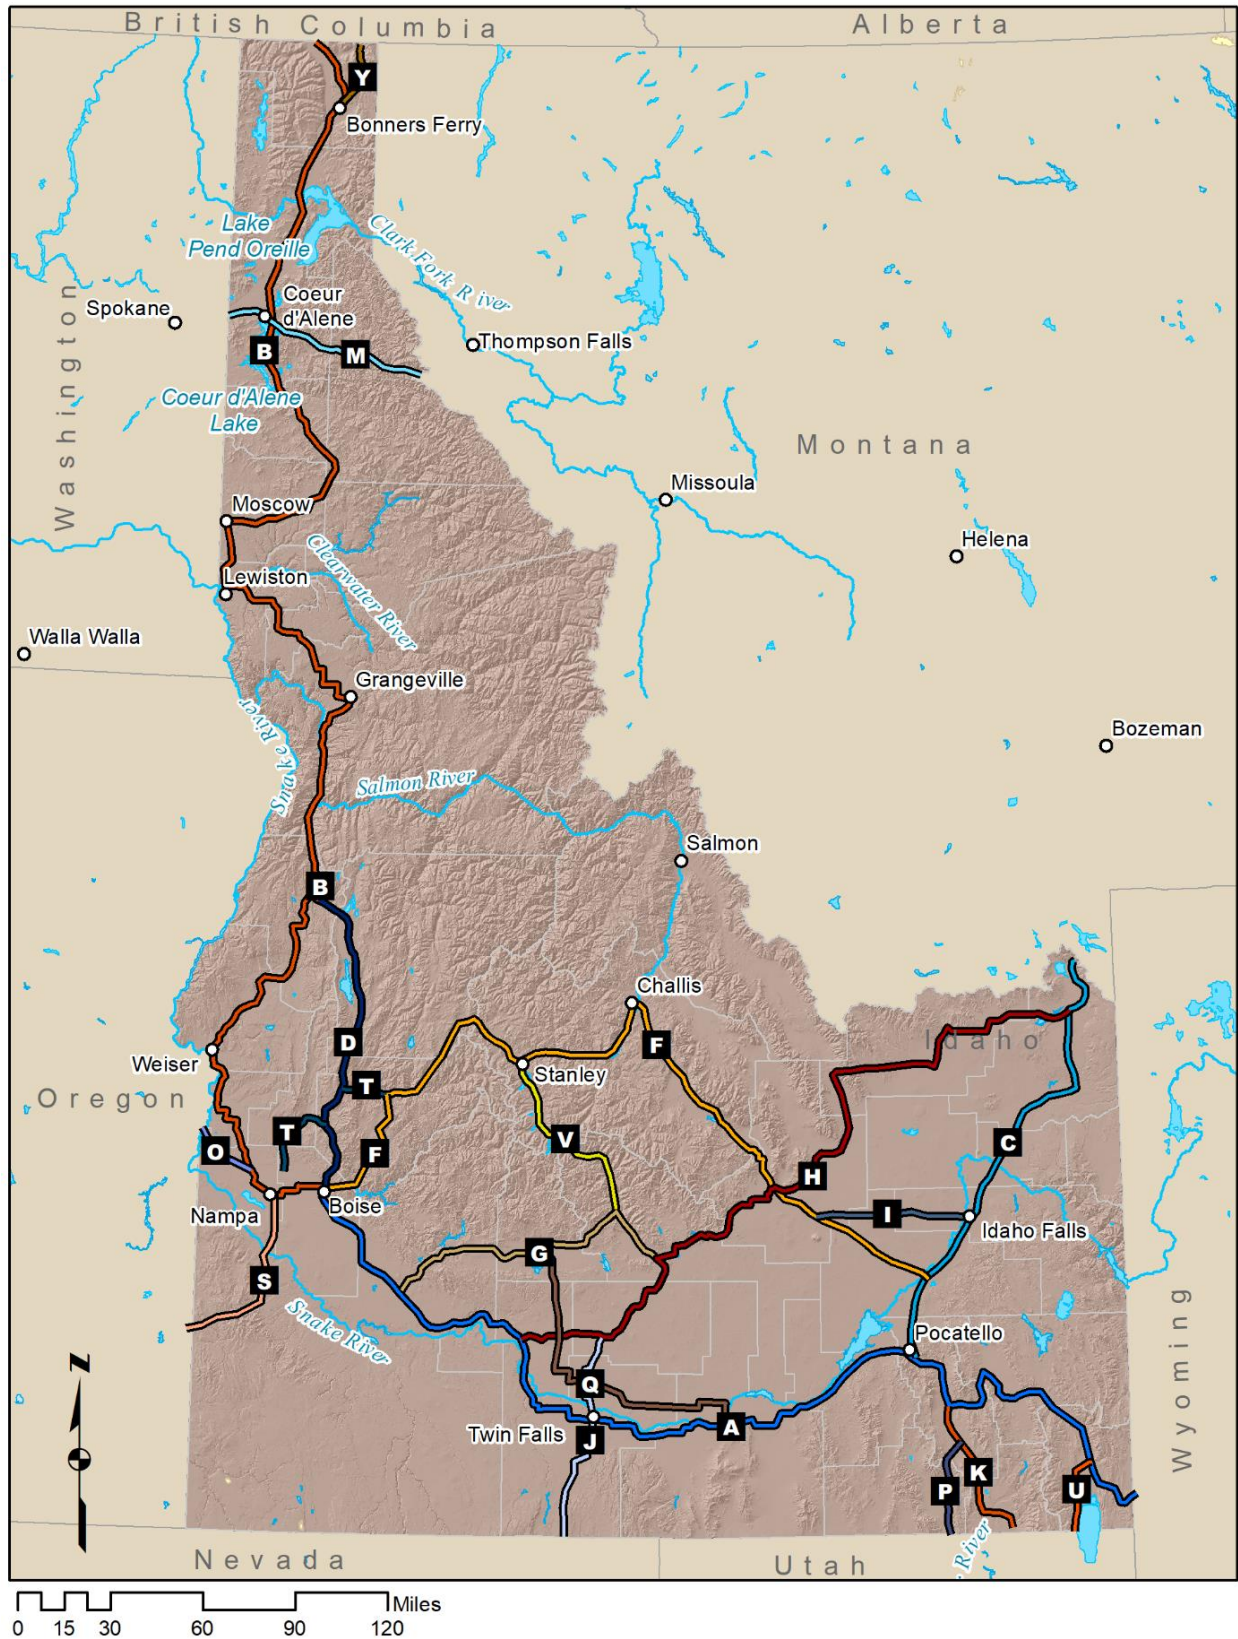 British Columbia
Alberta
Y
Bonners Ferry
Lake
Pend Oreille
Clark Fork River
Washington
Spokane
Coeur
d'Alene
Thompson Falls
B
M
Coeur d'Alene
Lake
Montana
Missoula
Moscow
Helena
Clearwater River
Lewiston
Walla Walla
Grangeville
Snake River
Bozeman
Salmon River
Salmon
B
Challis
Idaho
D
F
Weiser
Stanley
Oregon
T
T
V
C
O
F
H
Nampa
Boise
I
Idaho Falls
G
S
Snake River
Wyoming
Pocatello
N
Q
Twin Falls
J
A
K
P
U
River
Nevada
Utah
Miles
0 15 30 60 90 120